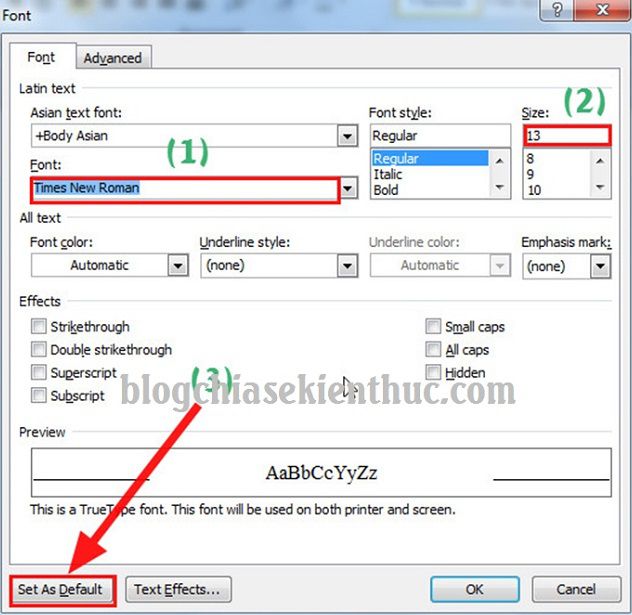 Font
Font Advanced
Latin text
Asian text font: Font style: Size: (2)
+Body Asian Regular 13
(1)
Font: Regular 8
Times New Roman Italic 9
Bold 10
All text
Font color: Underline style: Underline color: Emphasis mark:
Automatic (none) Automatic (none)
Effects
Strikethrough Small caps
Double strikethrough All caps
Superscript (3) Hidden
blogchiasekienthuc.com
Subscript
Preview
AaBbCcYyZz
This is a TrueType font. This font will be used on both printer and screen.
Set As Default Text Effects... OK Cancel